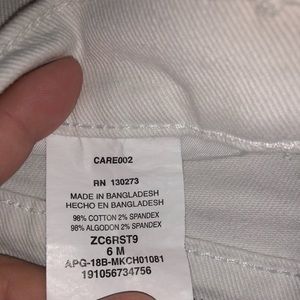 CARE002
RN 130273
MADE IN BANGLADESH
HECHO EN BANGLADESH
98% COTTON 2% SPANDEX
98% ALGODON 2% SPANDEX
ZC6RST9
6 M
APG-18B-MKCH01081
191056734756